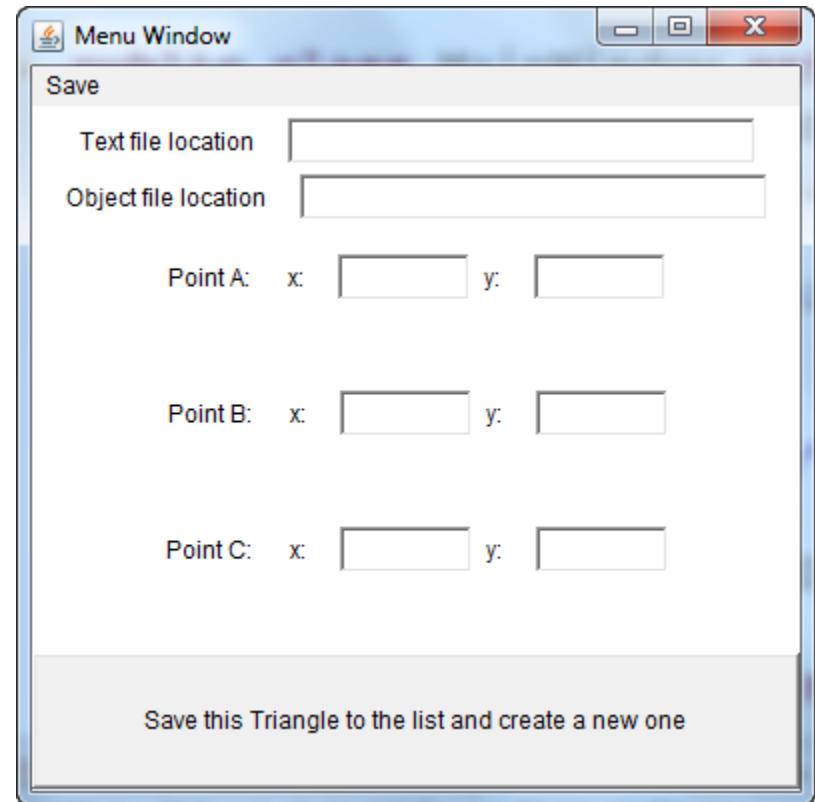 Menu Window
Save
Text file location
Object file location
Point A: x: y:
Point B: x: y:
Point C: x: y:
Save this Triangle to the list and create a new one